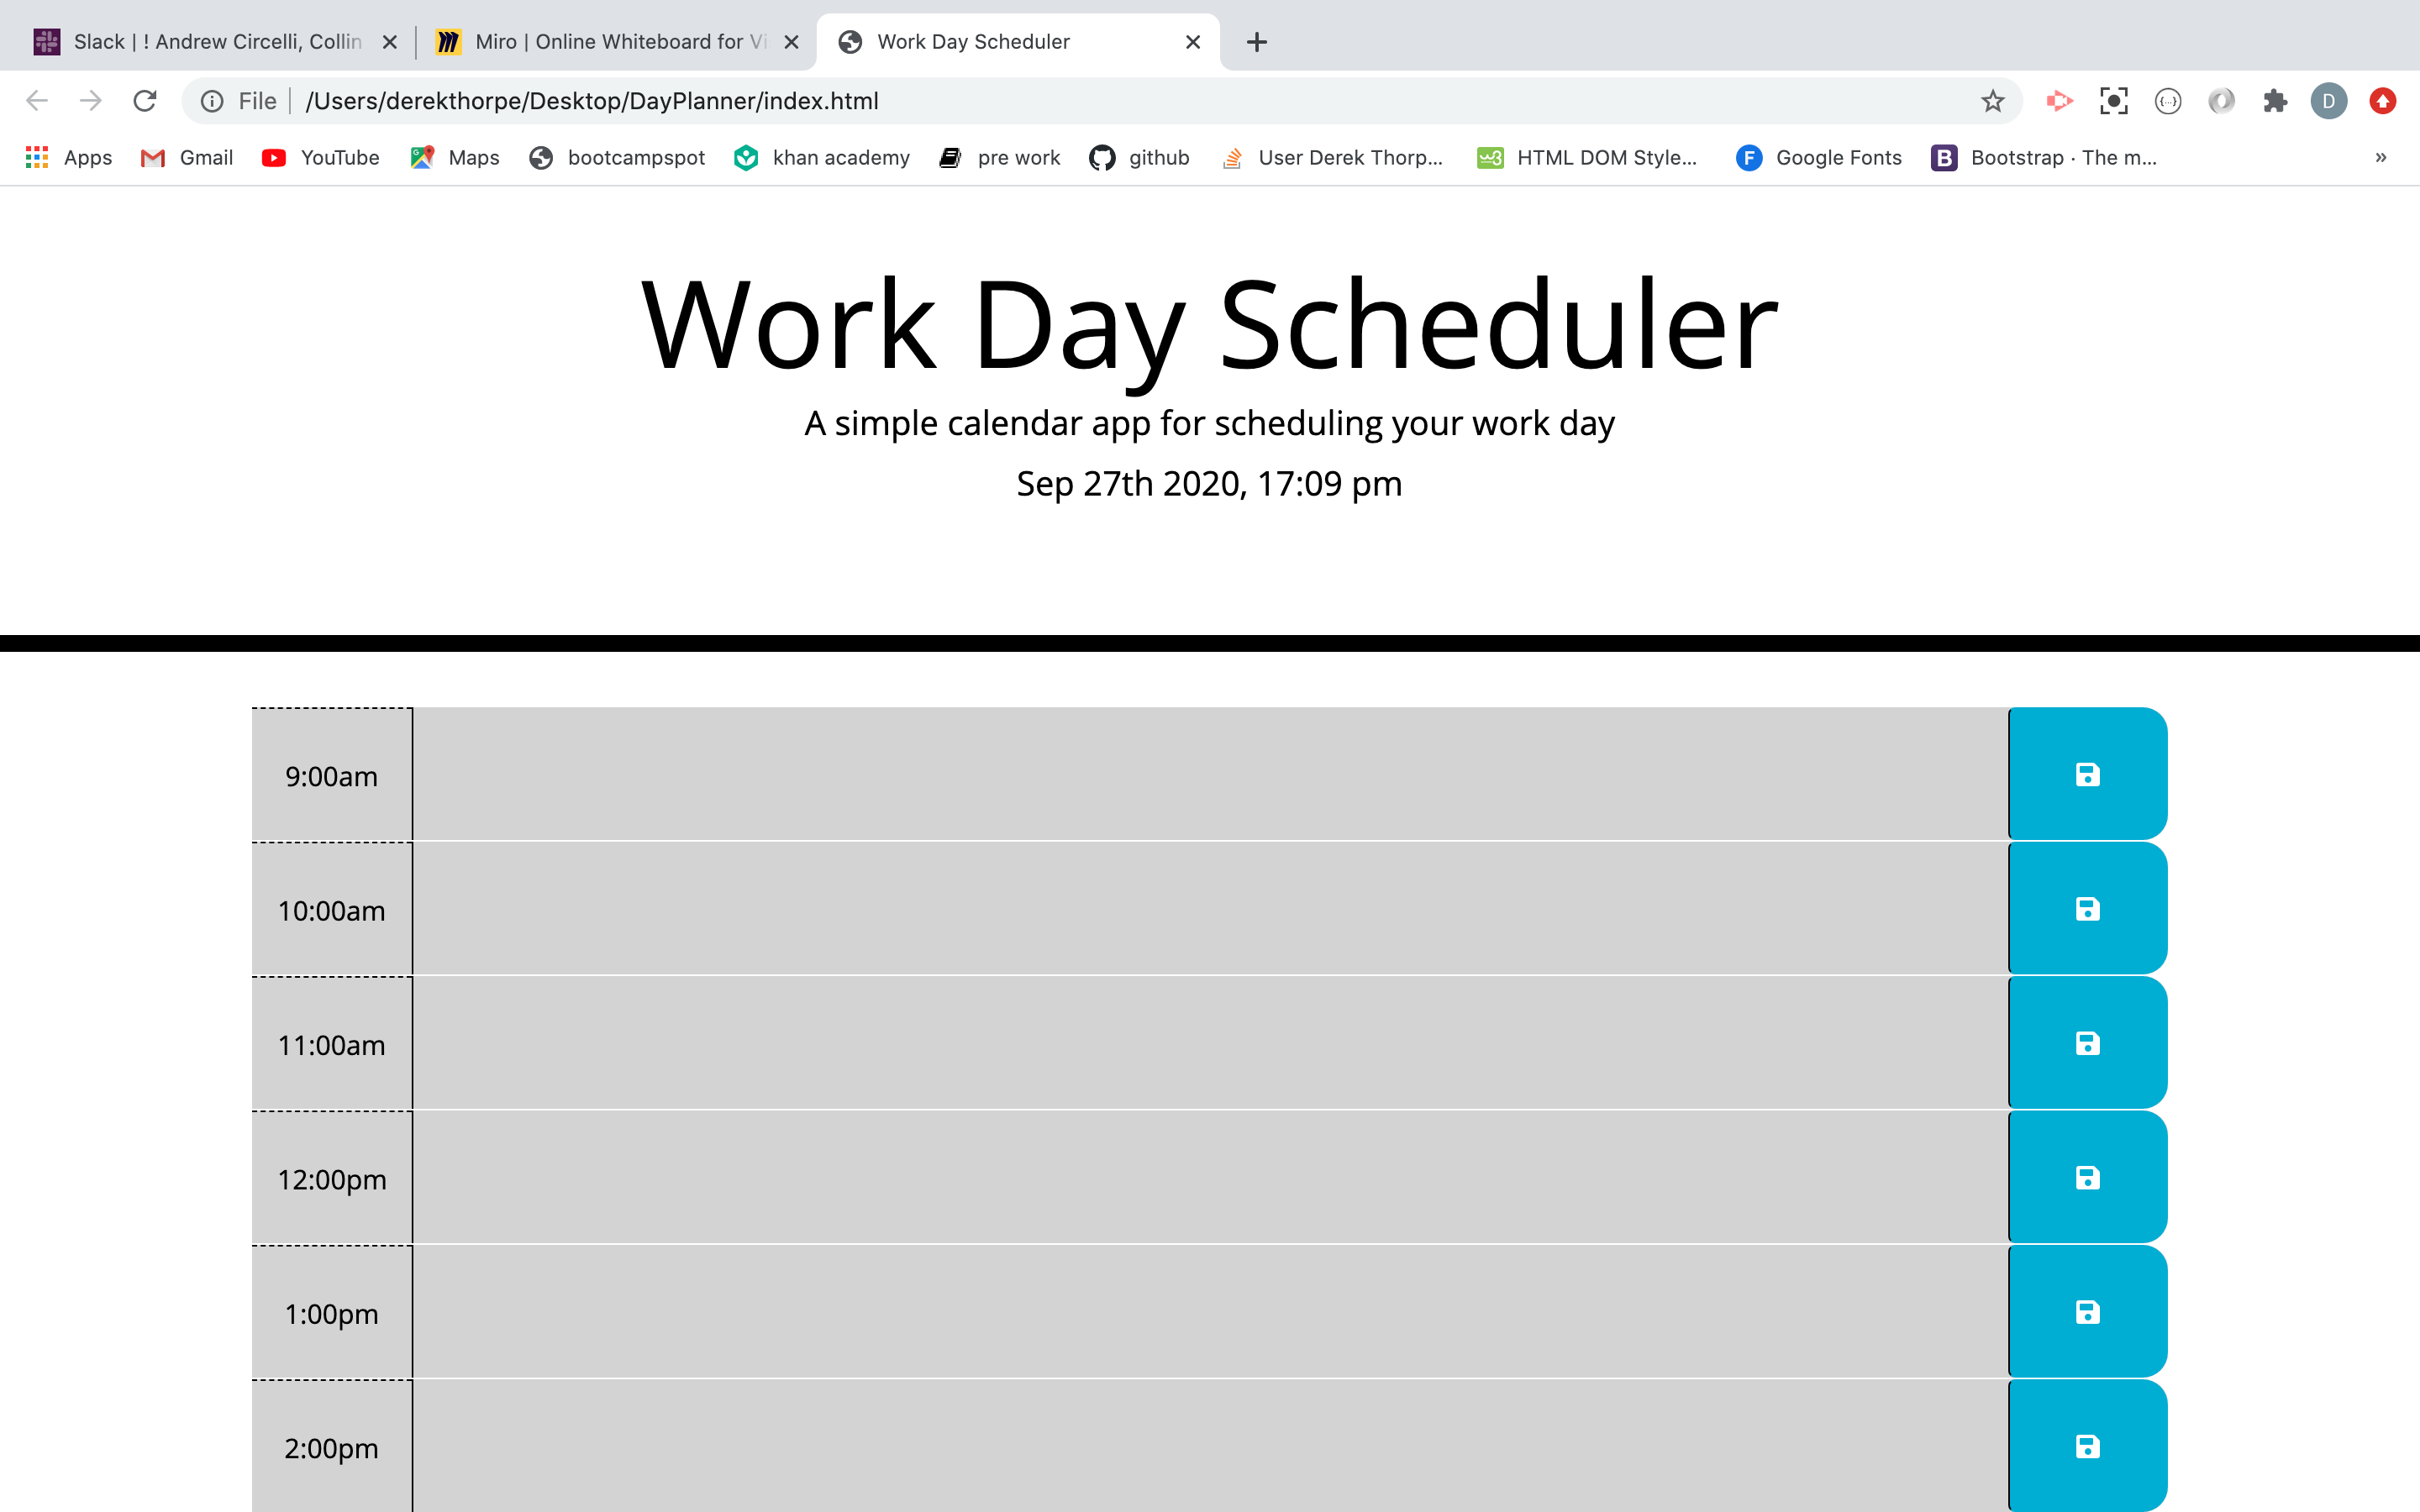 Slack | ! Andrew Circelli, Collin
Miro | Online Whiteboard for Vi
Work Day Scheduler
File | /Users/derekthorpe/Desktop/DayPlanner/index.html
D
Apps
Gmail
YouTube
Maps
bootcampspot
khan academy
pre work
github
User Derek Thorp...
HTML DOM Style...
Google Fonts
Bootstrap · The m...
»
Work Day Scheduler
A simple calendar app for scheduling your work day
Sep 27th 2020, 17:09 pm
9:00am
10:00am
11:00am
12:00pm
1:00pm
2:00pm